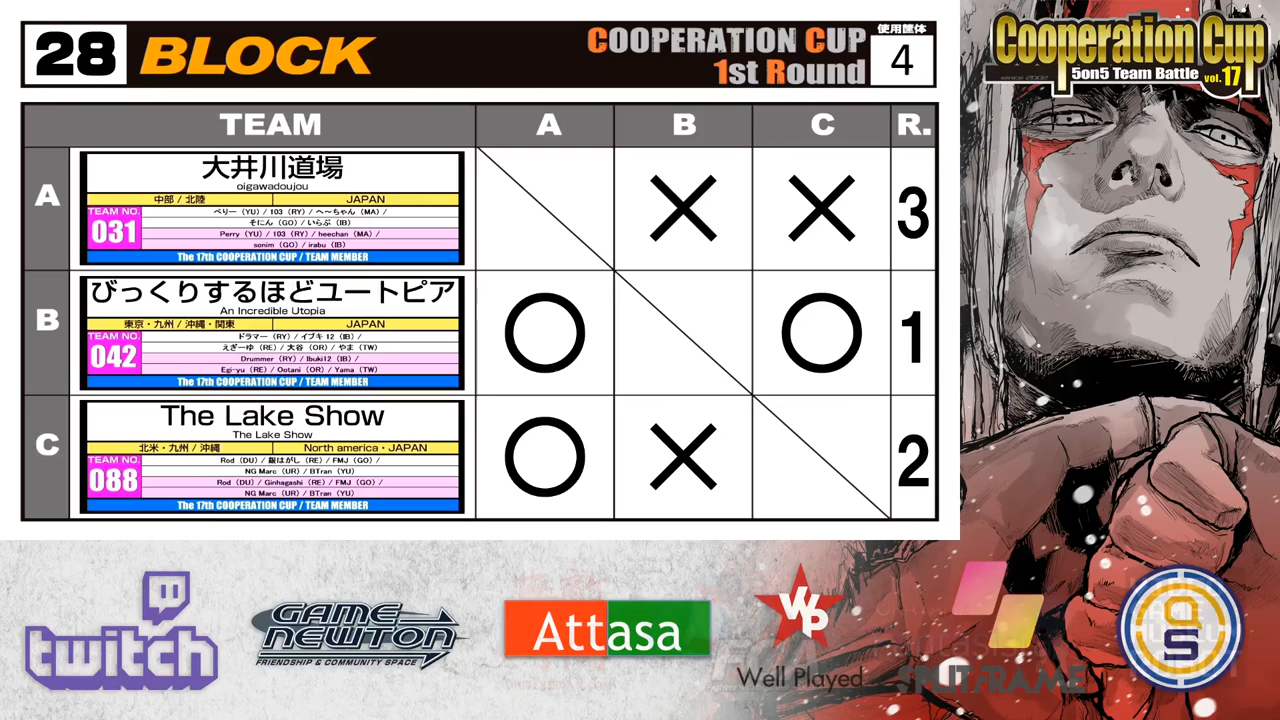 28 BLOCK
COOPERATION CUP
1st Round
使用筐体
4
Cooperation Cup
SINCE 2002
5on5 Team Battle vol.17
TEAM A B C R.
A
大井川道場
oigawadoujou
中部 / 北陸 JAPAN
TEAM NO.
031
ペリー（YU）/ 103（RY）/ へ〜ちゃん（MA）/
そにん（GO）/ いらぶ（IB）
Perry（YU）/ 103（RY）/ heechan（MA）/
sonim（GO）/ irabu（IB）
The 17th COOPERATION CUP / TEAM MEMBER
× × 3
B
びっくりするほどユートピア
An Incredible Utopia
東京・九州 / 沖縄・関東 JAPAN
TEAM NO.
042
ドラマー（RY）/ イブキ12（IB）/
えぎーゆ（RE）/ 大谷（OR）/ やま（TW）
Drummer（RY）/ Ibuki12（IB）/
Egi-yu（RE）/ Ootani（OR）/ Yama（TW）
The 17th COOPERATION CUP / TEAM MEMBER
○ ○ 1
C
The Lake Show
The Lake Show
北米・九州 / 沖縄 North america・JAPAN
TEAM NO.
088
Rod（DU）/ 銀はがし（RE）/ FMJ（GO）/
NG Marc（UR）/ BTran（YU）
Rod（DU）/ Ginhagashi（RE）/ FMJ（GO）/
NG Marc（UR）/ BTran（YU）
The 17th COOPERATION CUP / TEAM MEMBER
○ × 2
twitch
GAME NEWTON
FRIENDSHIP & COMMUNITY SPACE
Attasa
WP
Well Played
SPLIT/FRAME